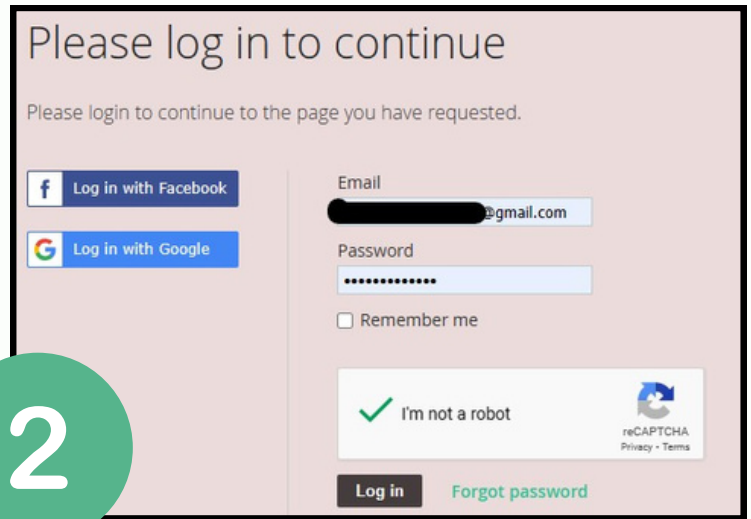 Please log in to continue
Please login to continue to the page you have requested.
f Log in with Facebook
G Log in with Google
Email
@gmail.com
Password
•••••••••••••
Remember me
I'm not a robot
reCAPTCHA
Privacy - Terms
Log in Forgot password
2